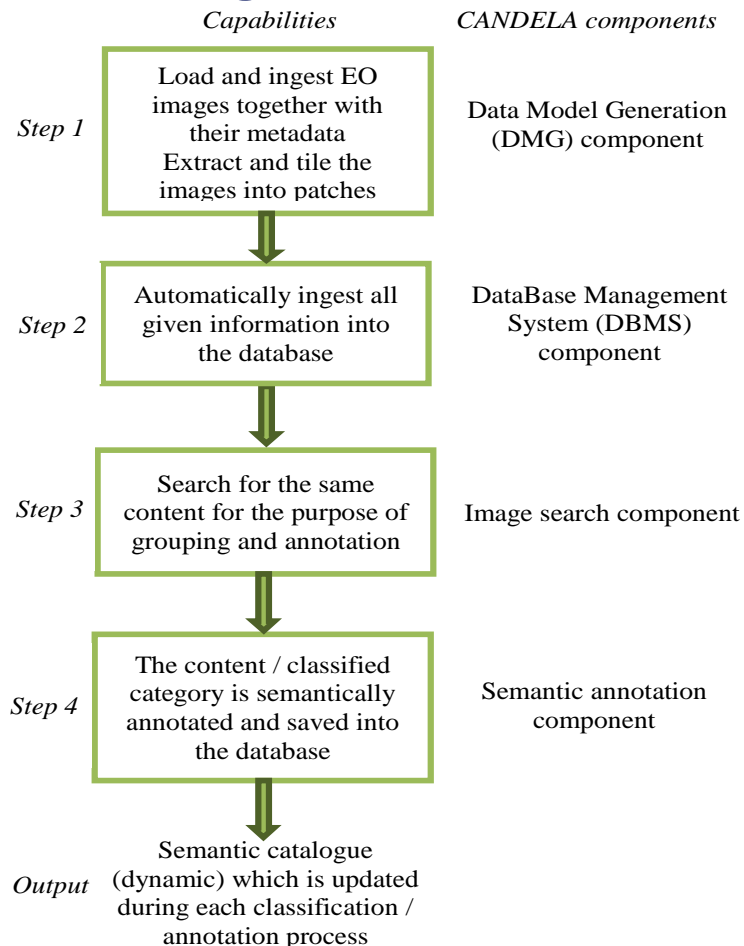 Capabilities
CANDELA components
Step 1
Load and ingest EO
images together with
their metadata
Extract and tile the
images into patches
Data Model Generation
(DMG) component
Step 2
Automatically ingest all
given information into
the database
DataBase Management
System (DBMS)
component
Step 3
Search for the same
content for the purpose of
grouping and annotation
Image search component
Step 4
The content / classified
category is semantically
annotated and saved into
the database
Semantic annotation
component
Output
Semantic catalogue
(dynamic) which is updated
during each classification /
annotation process